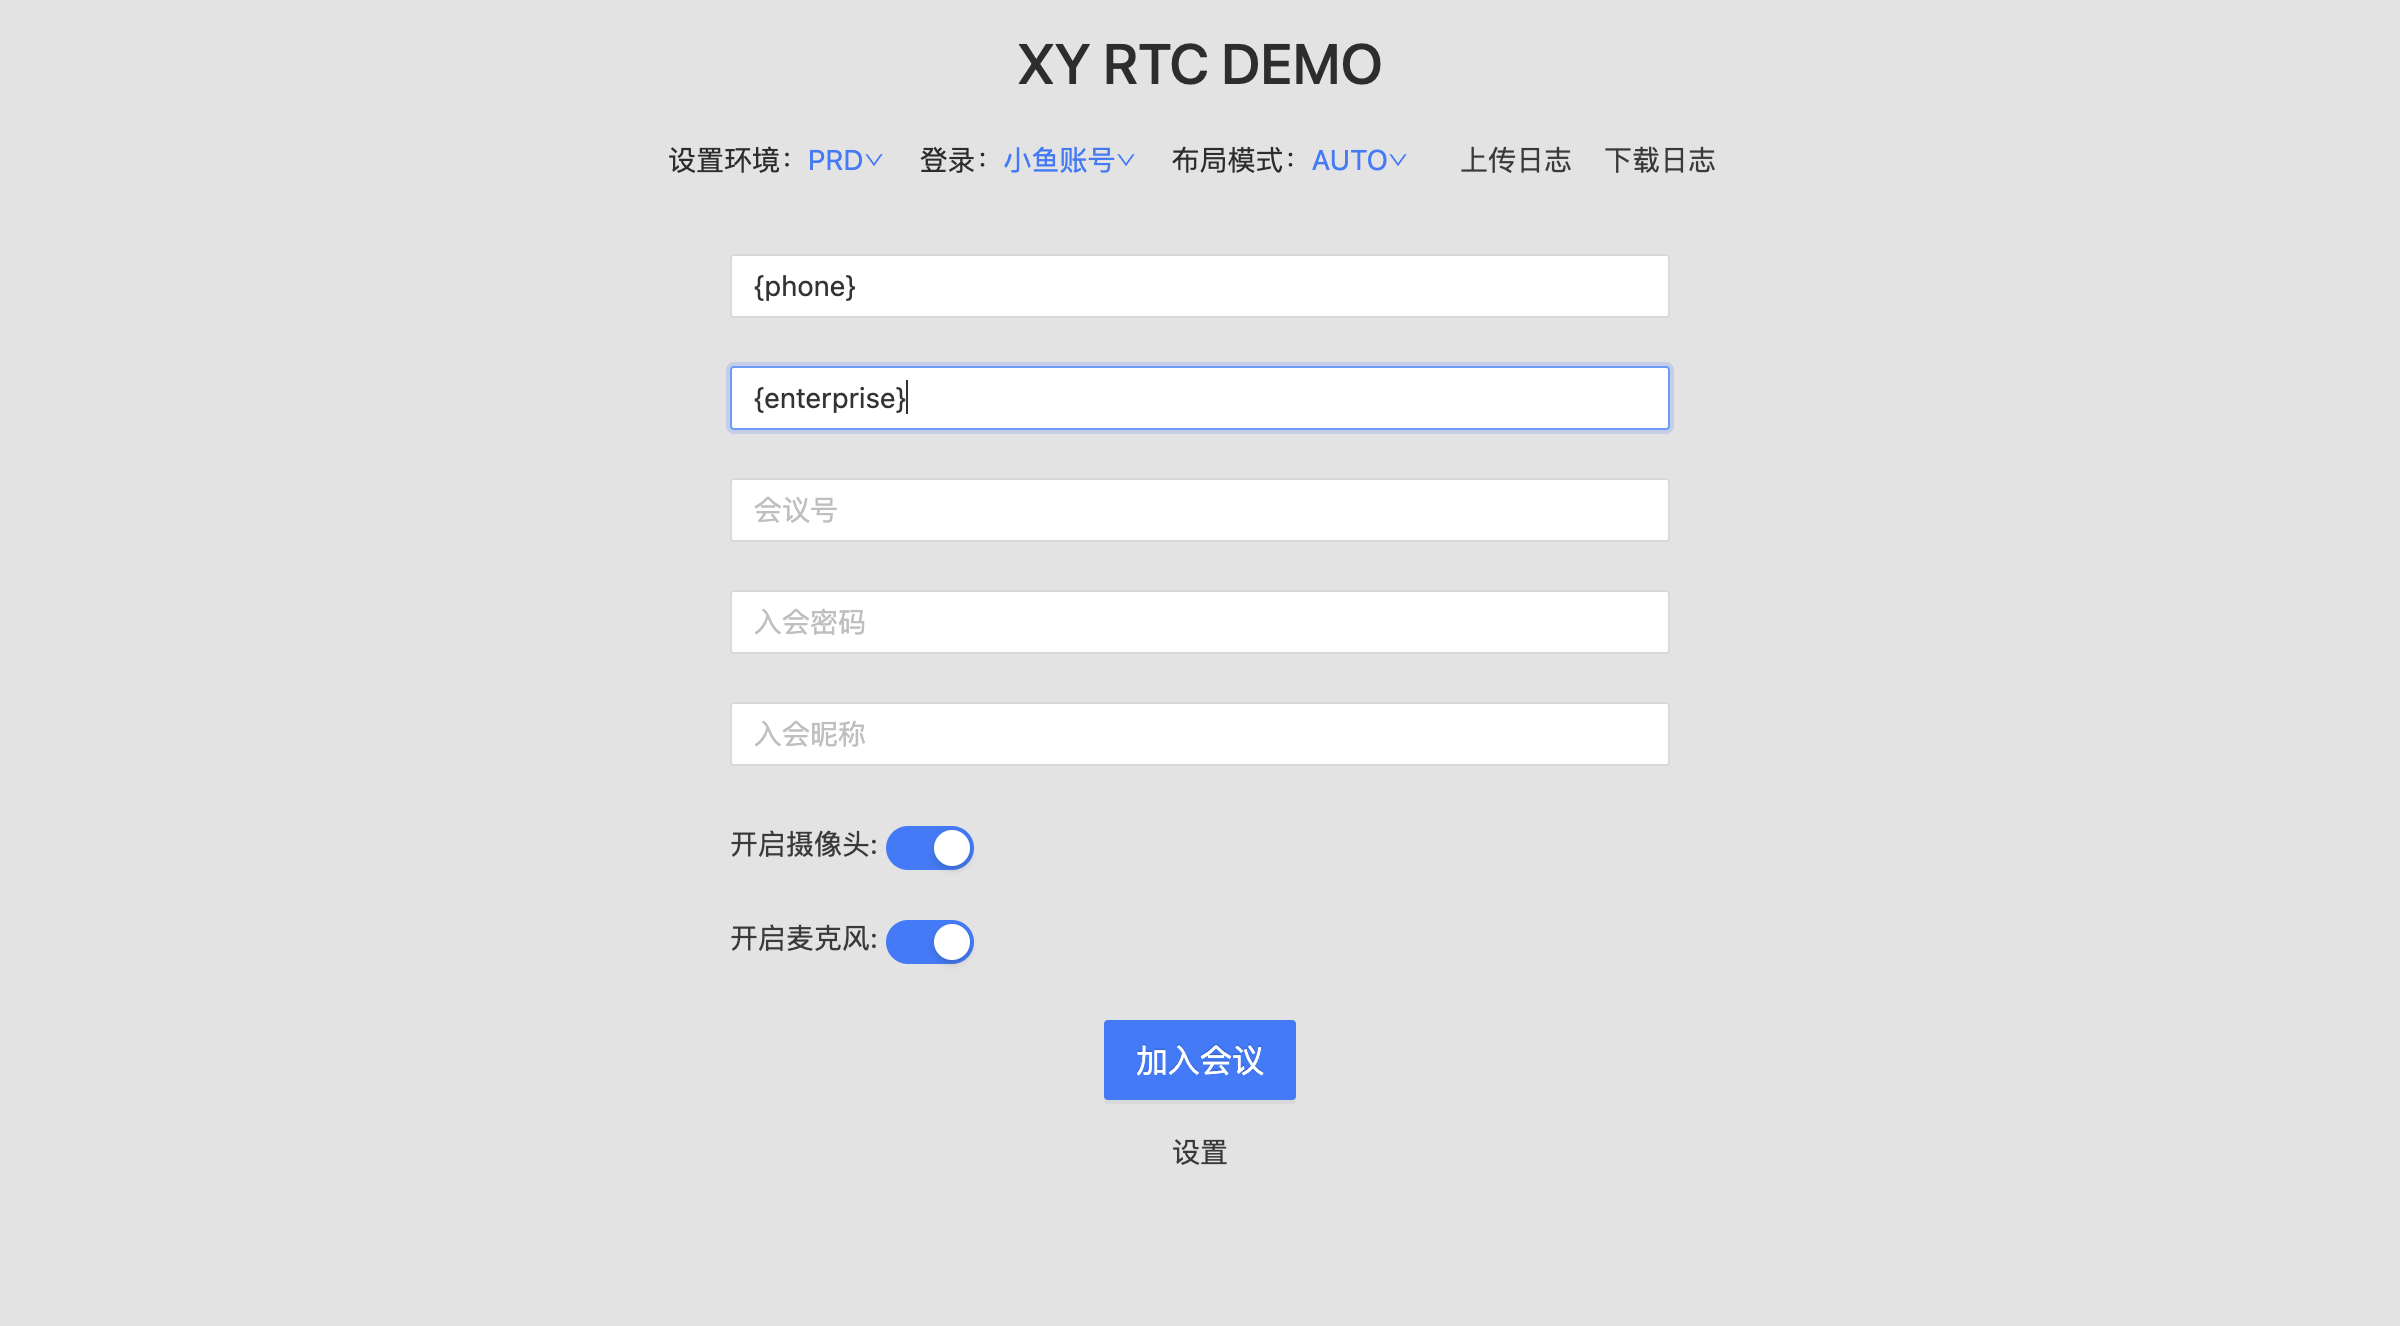 XY RTC DEMO
设置环境： PRD 登录： 小鱼账号 布局模式： AUTO 上传日志 下载日志
{phone}
{enterprise}
会议号
入会密码
入会昵称
开启摄像头:
开启麦克风:
加入会议
设置